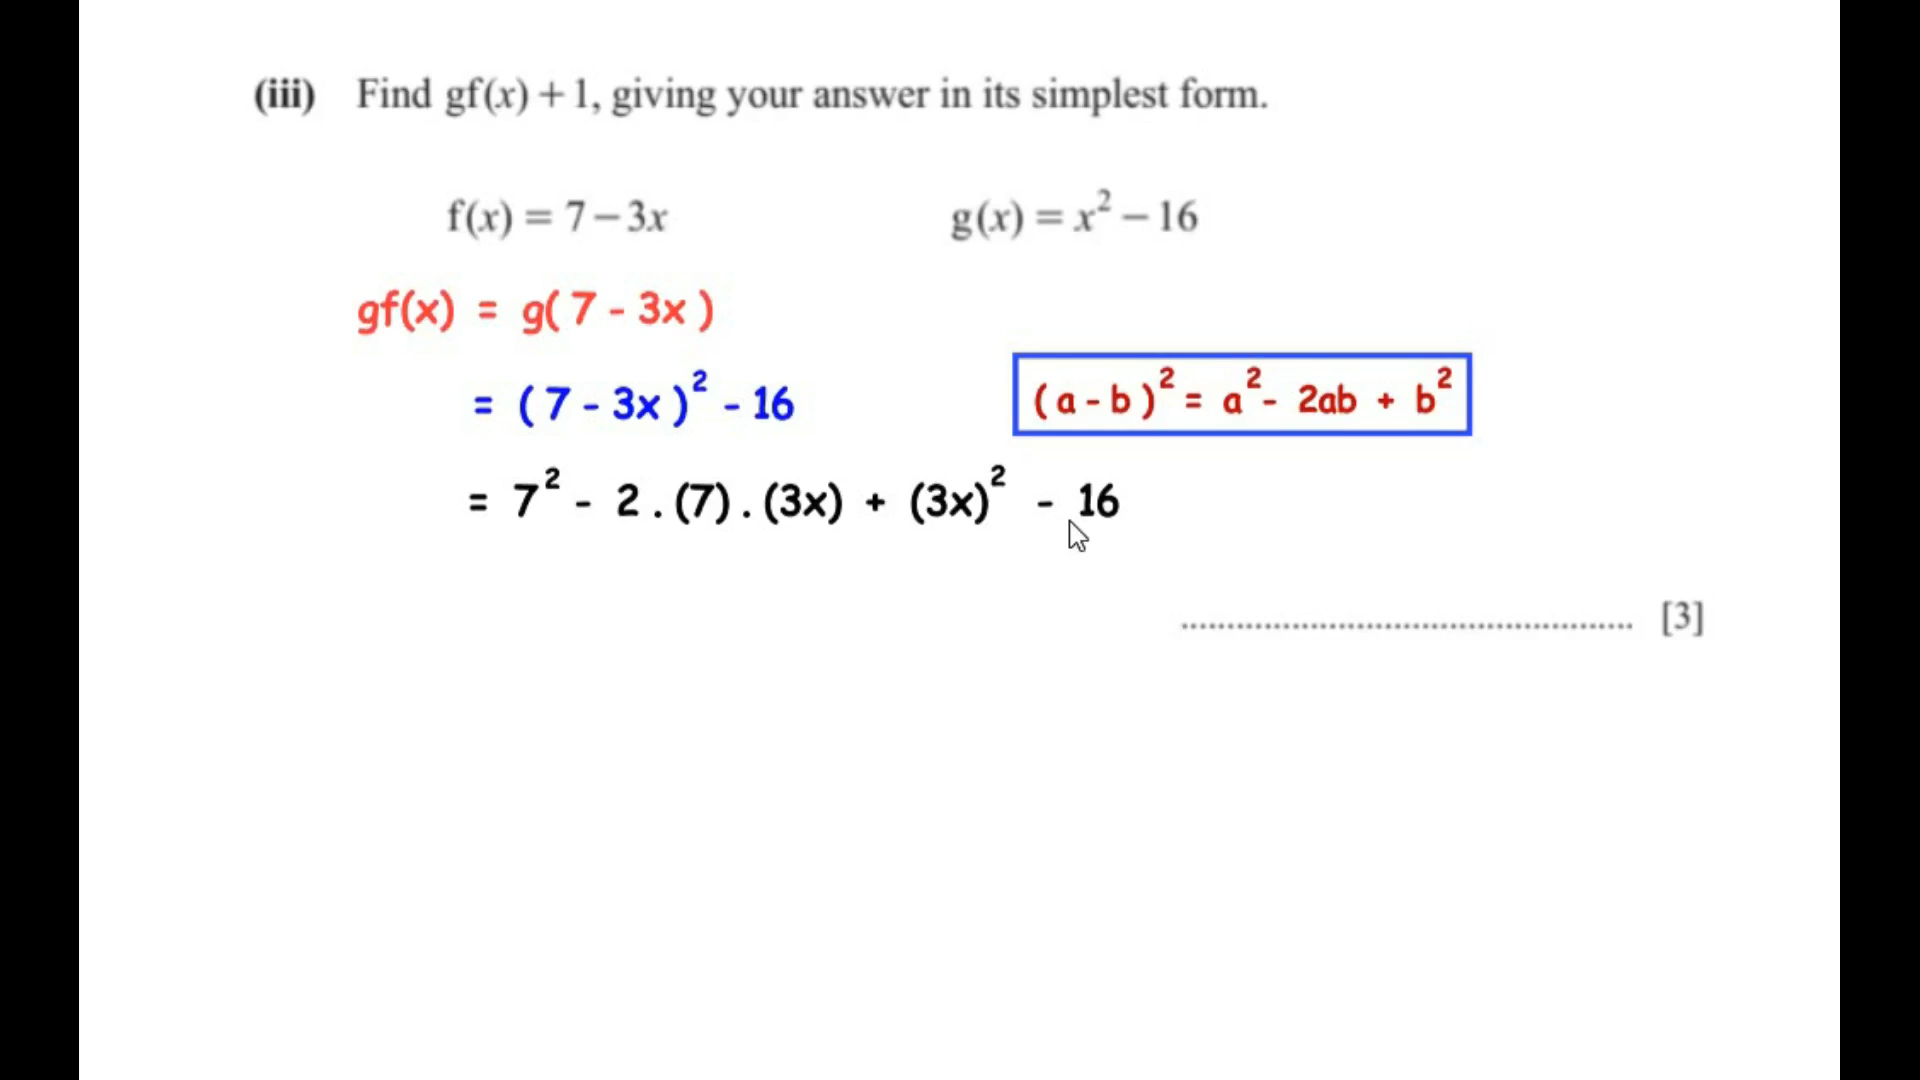 (iii) Find gf(x) + 1, giving your answer in its simplest form.
f(x) = 7 – 3x g(x) = x² – 16
gf(x) = g( 7 - 3x )
= ( 7 - 3x )² - 16 ( a - b )² = a² - 2ab + b²
= 7² - 2 . (7) . (3x) + (3x)² - 16
................................................ [3]